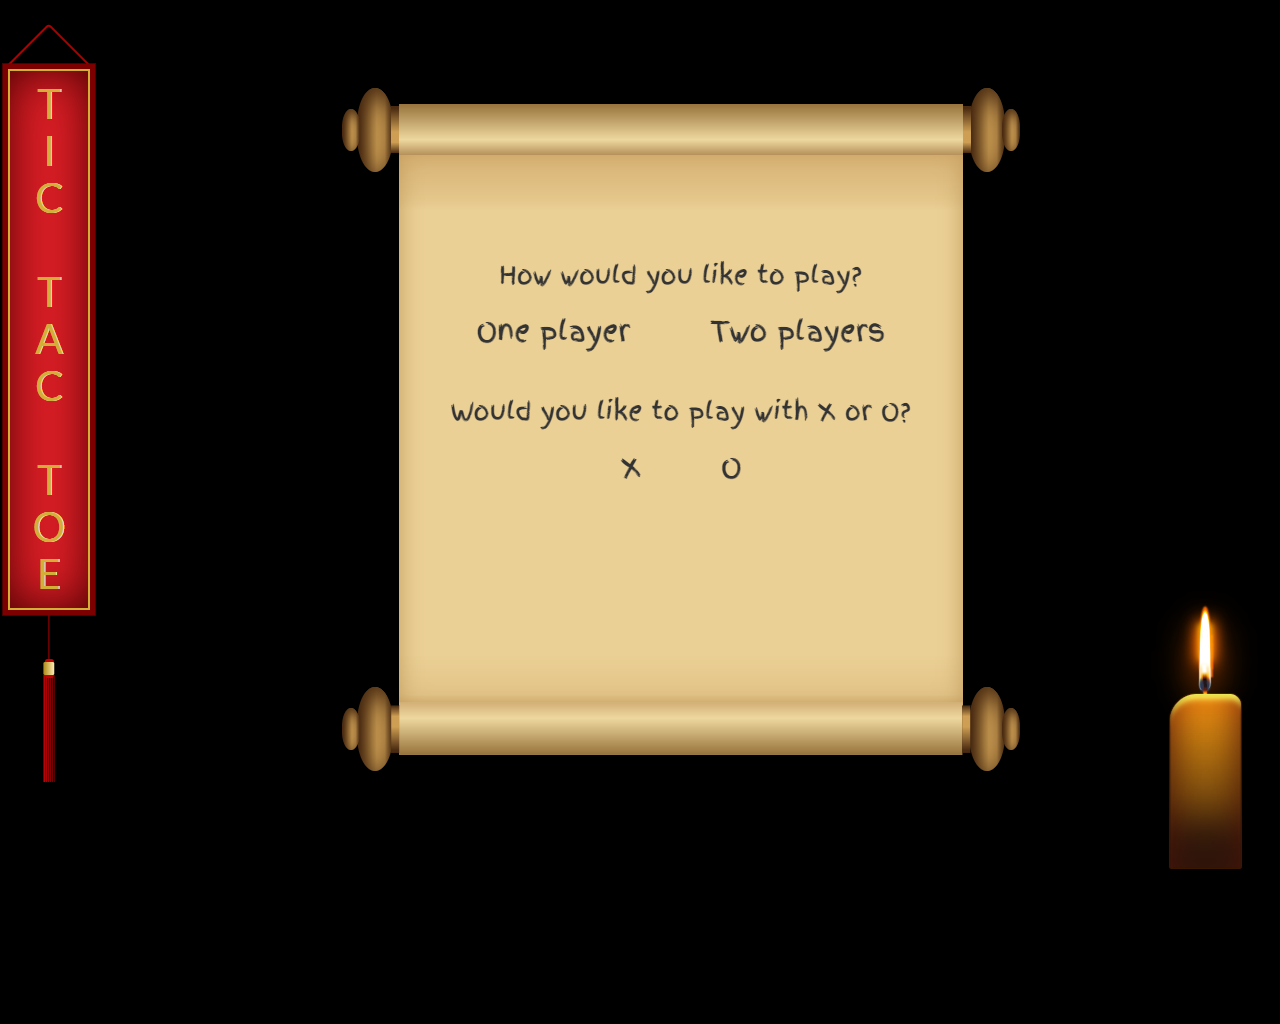 TIC TAC TOE
How would you like to play?
One player Two players
Would you like to play with X or O?
X O